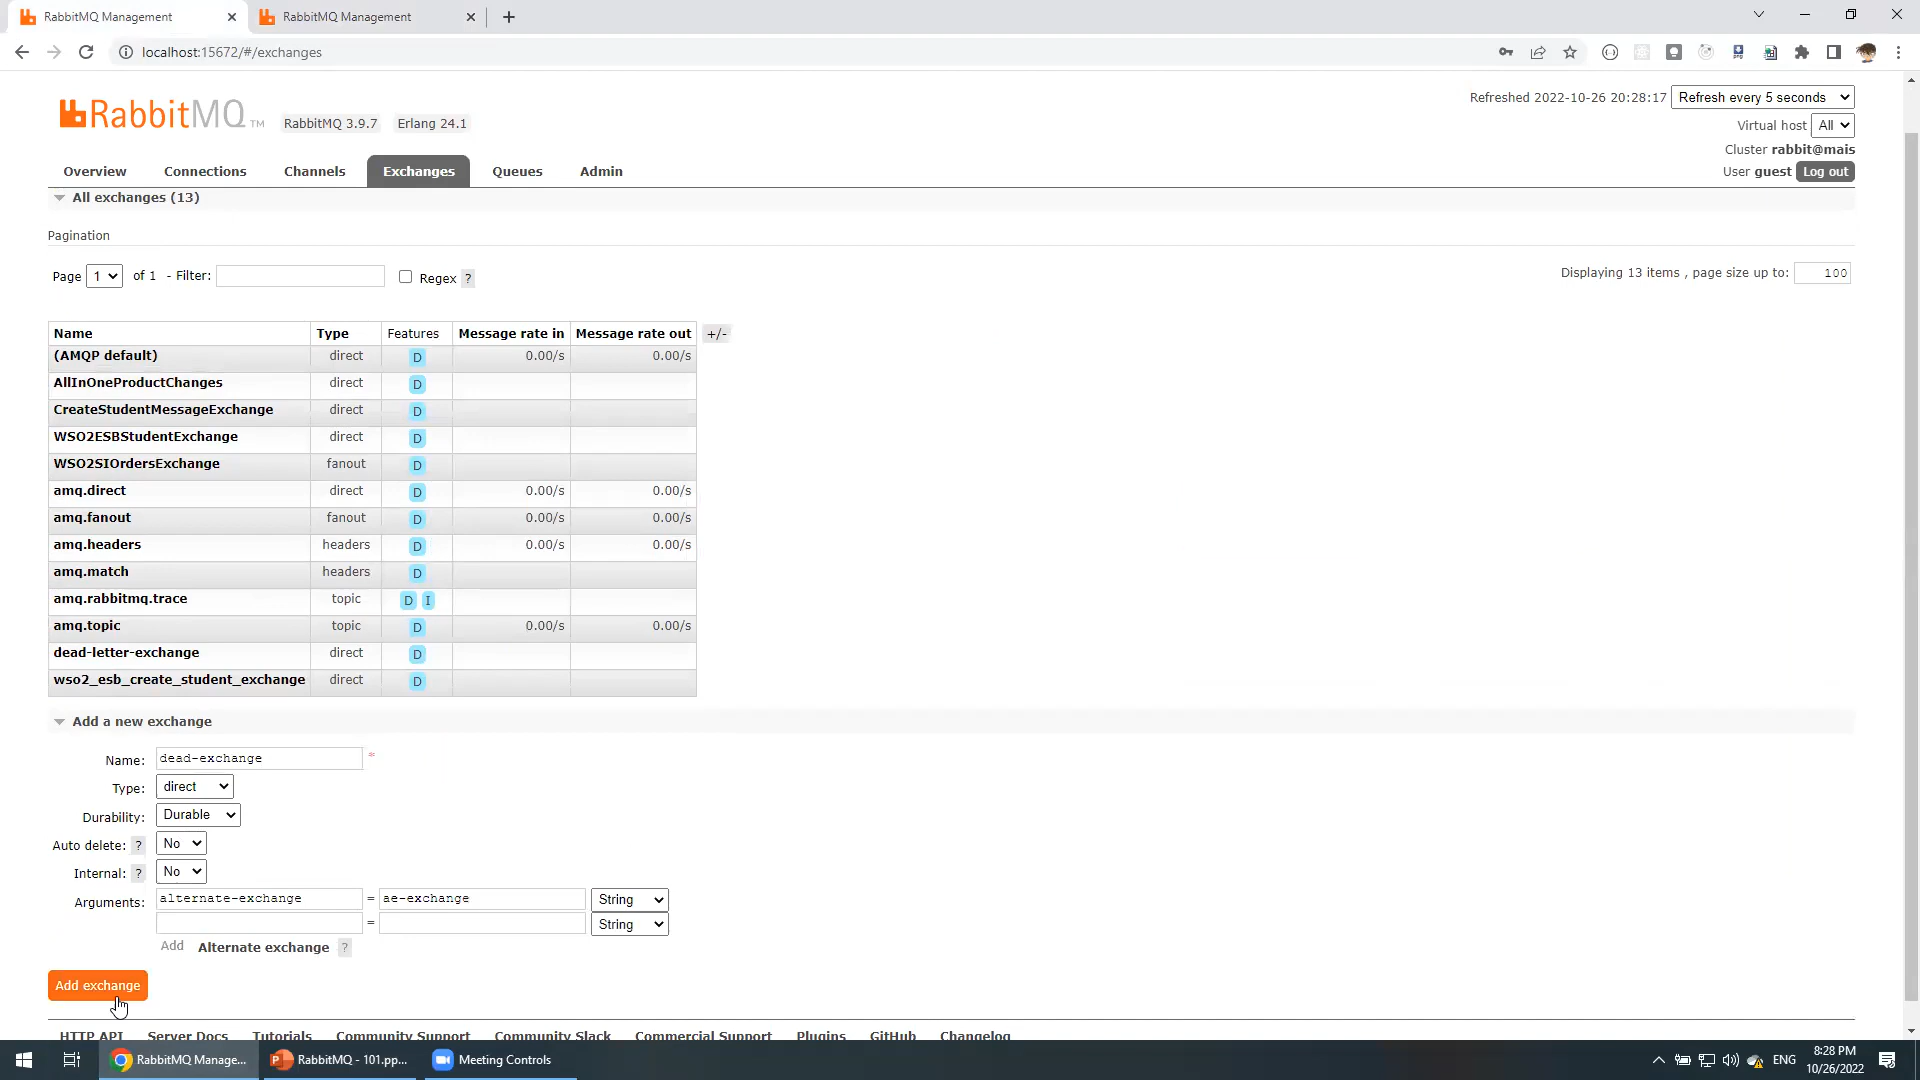 RabbitMQ Management
RabbitMQ Management
localhost:15672/#/exchanges
Refreshed 2022-10-26 20:28:17 Refresh every 5 seconds
RabbitMQ TM RabbitMQ 3.9.7 Erlang 24.1
Virtual host All
Cluster rabbit@mais
User guest Log out
Overview Connections Channels Exchanges Queues Admin
All exchanges (13)
Pagination
Page 1 of 1 - Filter: Regex ?
Displaying 13 items , page size up to: 100
Name Type Features Message rate in Message rate out +/-
(AMQP default) direct D 0.00/s 0.00/s
AllInOneProductChanges direct D
CreateStudentMessageExchange direct D
WSO2ESBStudentExchange direct D
WSO2SIOrdersExchange fanout D
amq.direct direct D 0.00/s 0.00/s
amq.fanout fanout D 0.00/s 0.00/s
amq.headers headers D 0.00/s 0.00/s
amq.match headers D
amq.rabbitmq.trace topic D I
amq.topic topic D 0.00/s 0.00/s
dead-letter-exchange direct D
wso2_esb_create_student_exchange direct D
Add a new exchange
Name: dead-exchange *
Type: direct
Durability: Durable
Auto delete: ? No
Internal: ? No
Arguments: alternate-exchange = ae-exchange String
= String
Add Alternate exchange ?
Add exchange
HTTP API Server Docs Tutorials Community Support Community Slack Commercial Support Plugins GitHub Changelog
RabbitMQ Manage... RabbitMQ - 101.pp... Meeting Controls
ENG
8:28 PM
10/26/2022